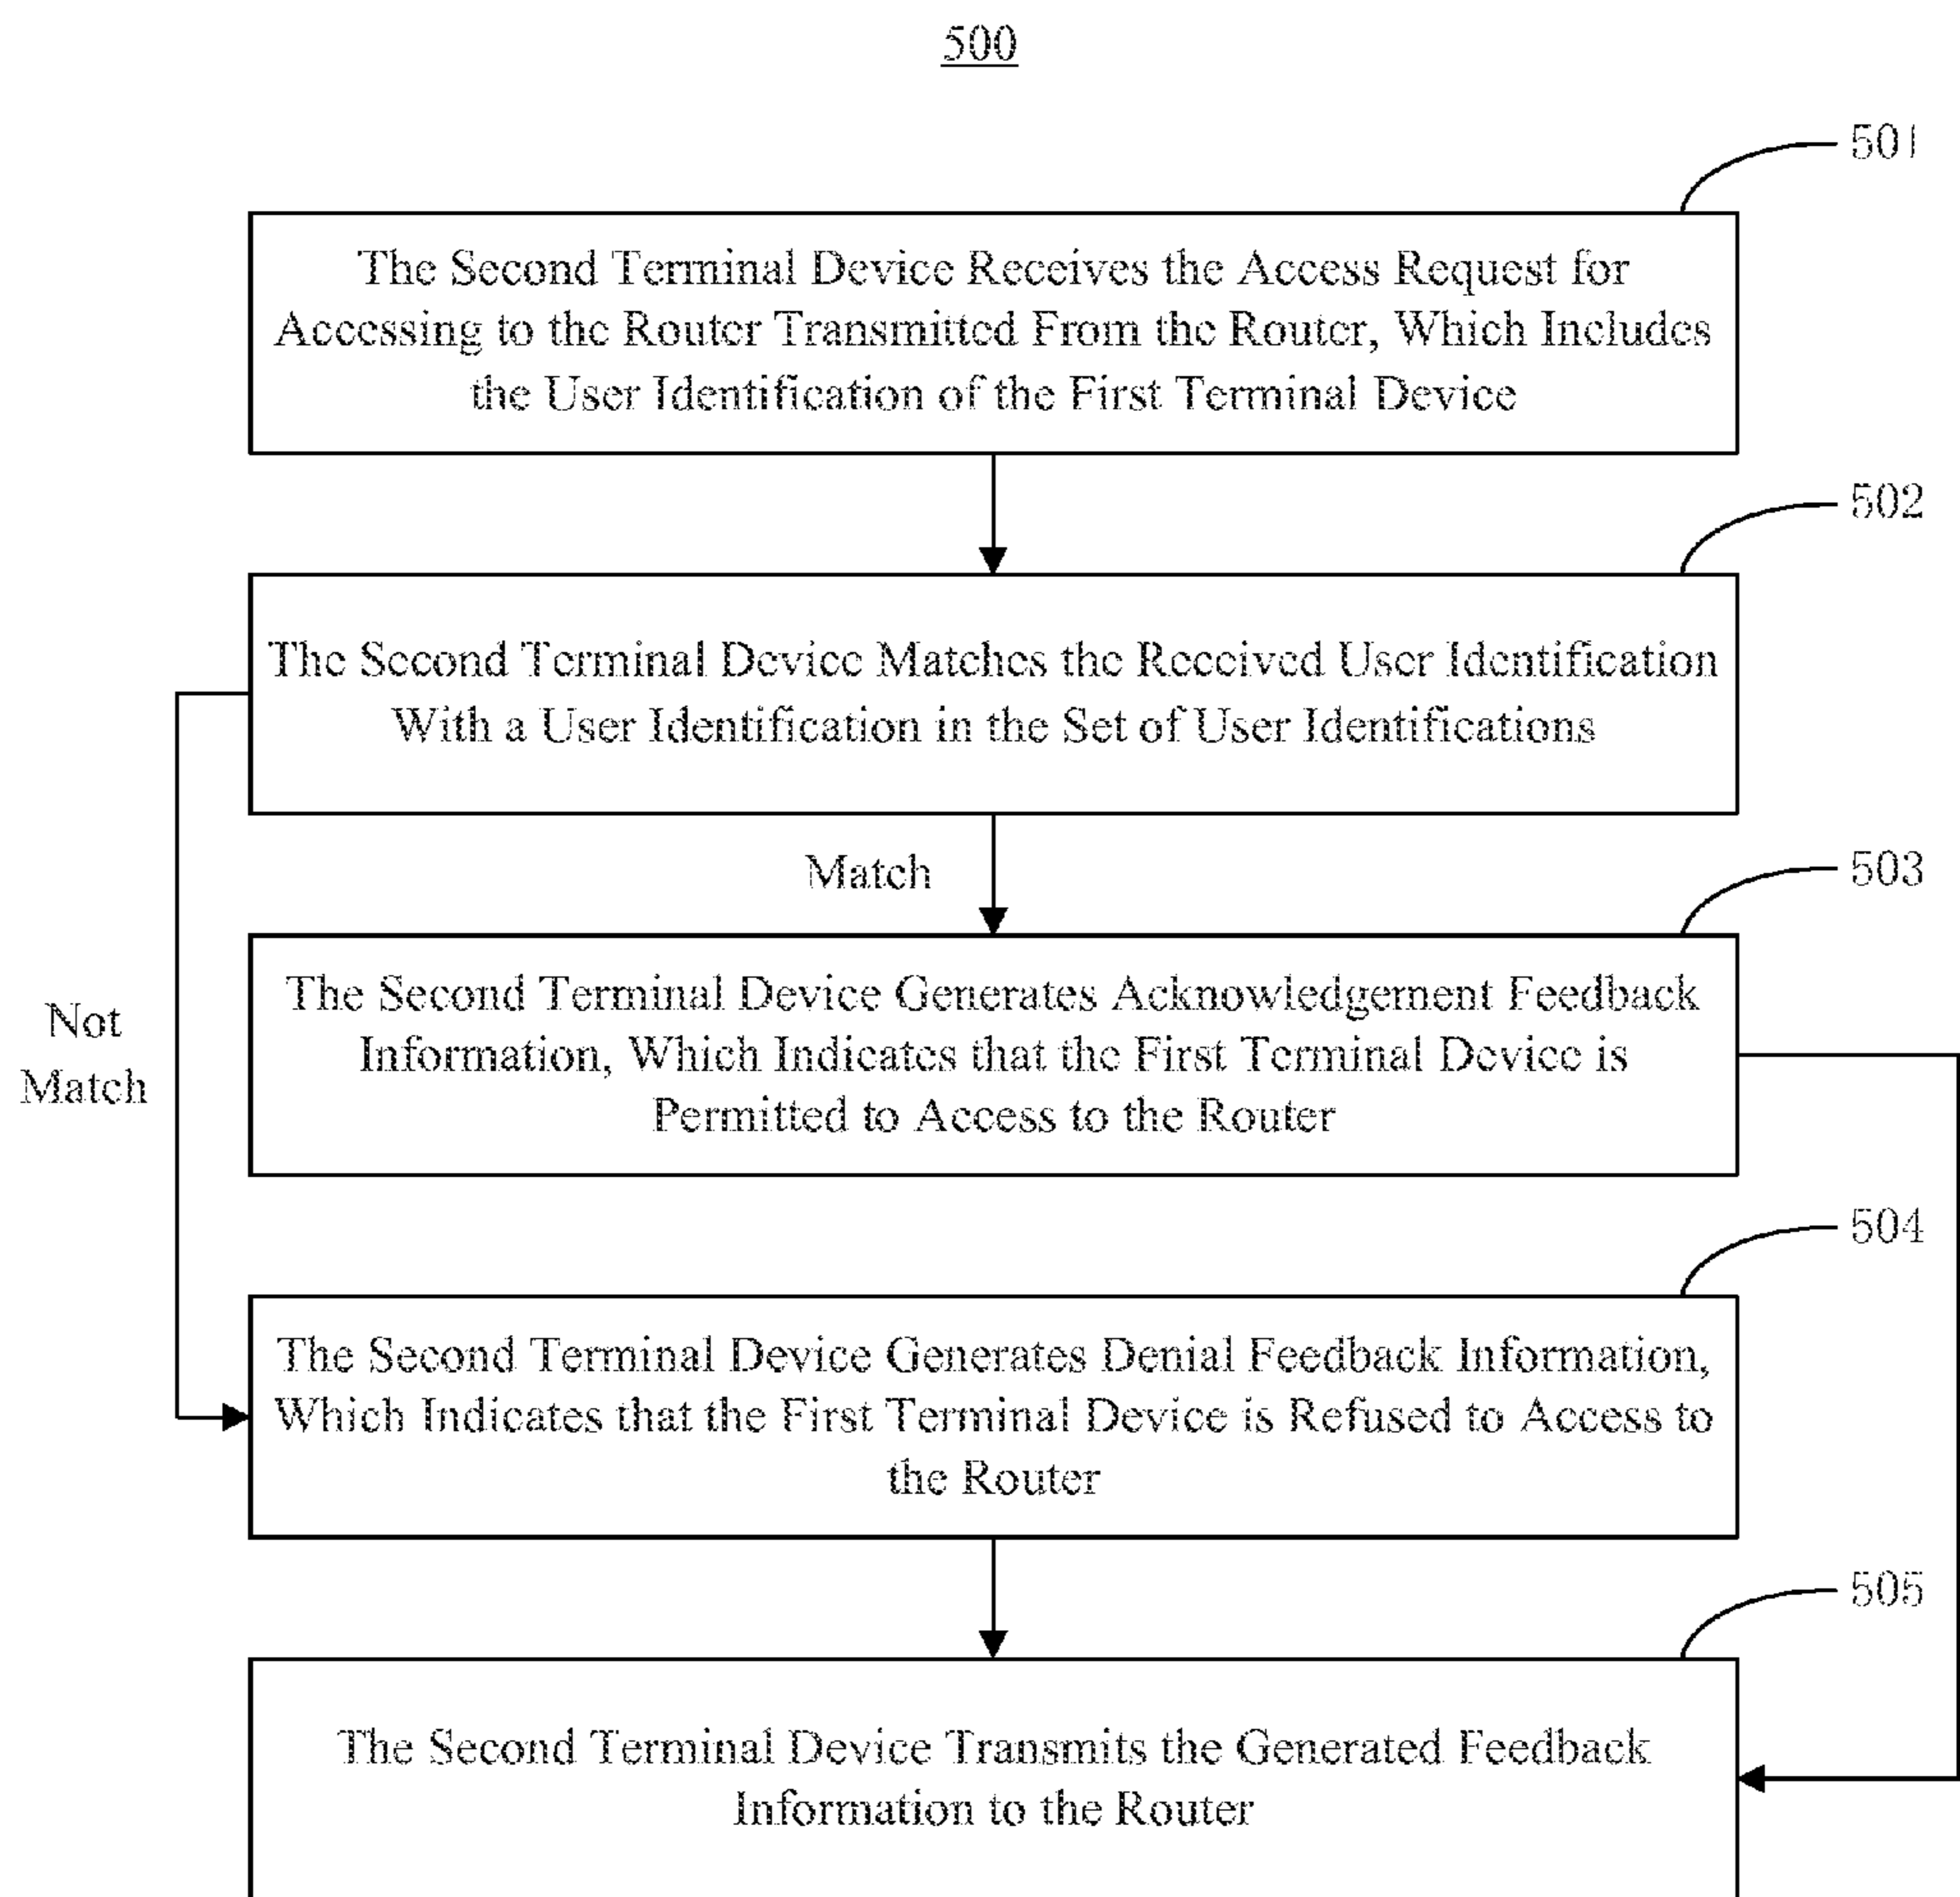 500
501
The Second Terminal Device Receives the Access Request for
Accessing to the Router Transmitted From the Router, Which Includes
the User Identification of the First Terminal Device
502
The Second Terminal Device Matches the Received User Identification
With a User Identification in the Set of User Identifications
Match
503
The Second Terminal Device Generates Acknowledgement Feedback
Information, Which Indicates that the First Terminal Device is
Permitted to Access to the Router
Not
Match
504
The Second Terminal Device Generates Denial Feedback Information,
Which Indicates that the First Terminal Device is Refused to Access to
the Router
505
The Second Terminal Device Transmits the Generated Feedback
Information to the Router